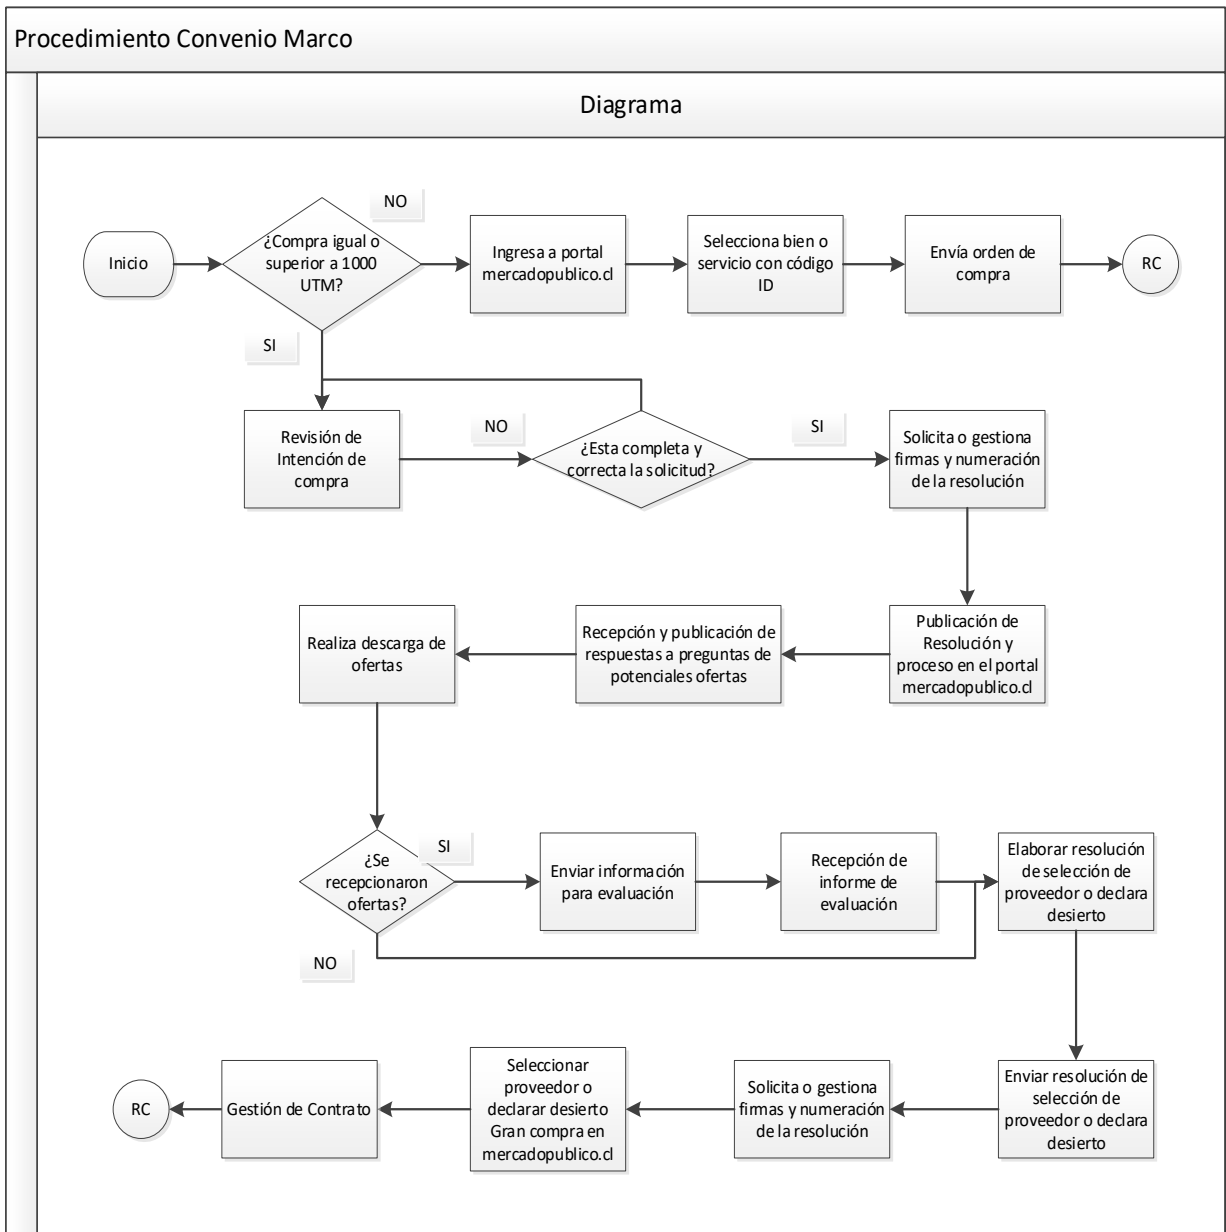 Procedimiento Convenio Marco
Diagrama
NO
Inicio
¿Compra igual o
superior a 1000
UTM?
Ingresa a portal
mercadopublico.cl
Selecciona bien o
servicio con código
ID
Envía orden de
compra
RC
SI
Revisión de
Intención de
compra
NO
¿Esta completa y
correcta la solicitud?
SI
Solicita o gestiona
firmas y numeración
de la resolución
Realiza descarga de
ofertas
Recepción y publicación de
respuestas a preguntas de
potenciales ofertas
Publicación de
Resolución y
proceso en el portal
mercadopublico.cl
¿Se
recepcionaron
ofertas?
SI
Enviar información
para evaluación
Recepción de
informe de
evaluación
Elaborar resolución
de selección de
proveedor o declara
desierto
NO
RC
Gestión de Contrato
Seleccionar
proveedor o
declarar desierto
Gran compra en
mercadopublico.cl
Solicita o gestiona
firmas y numeración
de la resolución
Enviar resolución de
selección de
proveedor o declara
desierto